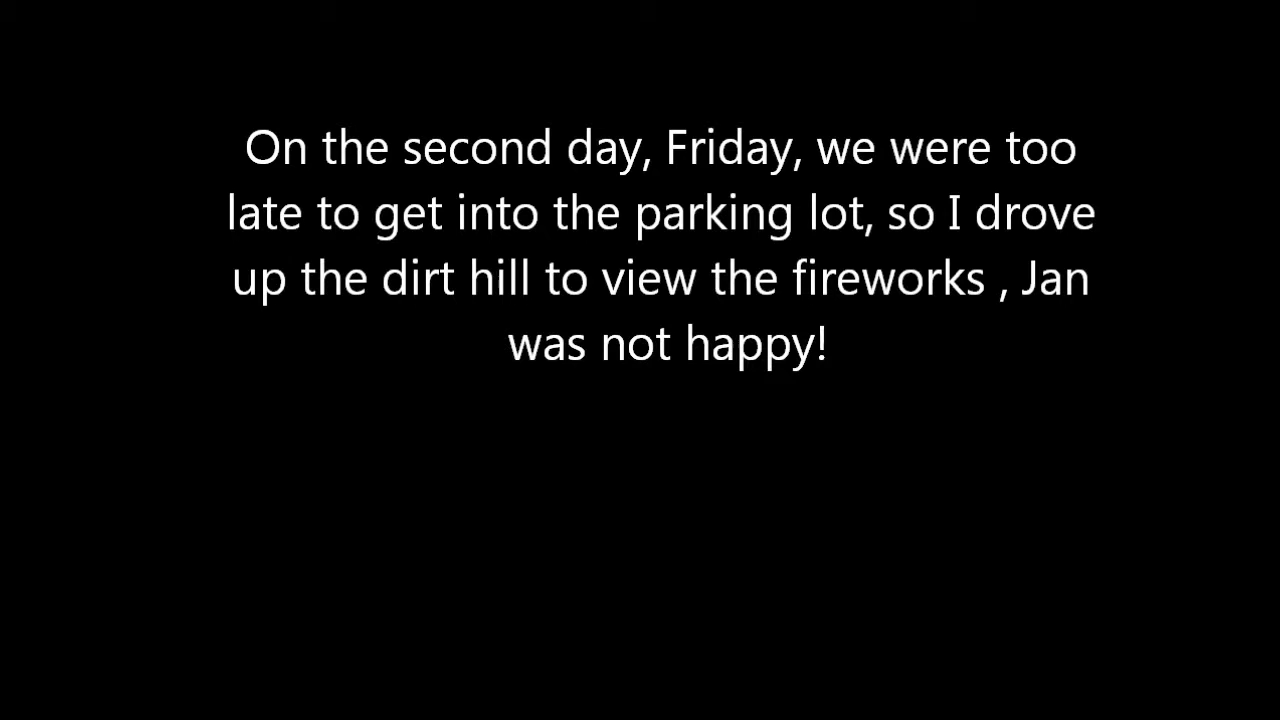 On the second day, Friday, we were too
late to get into the parking lot, so I drove
up the dirt hill to view the fireworks , Jan
was not happy!